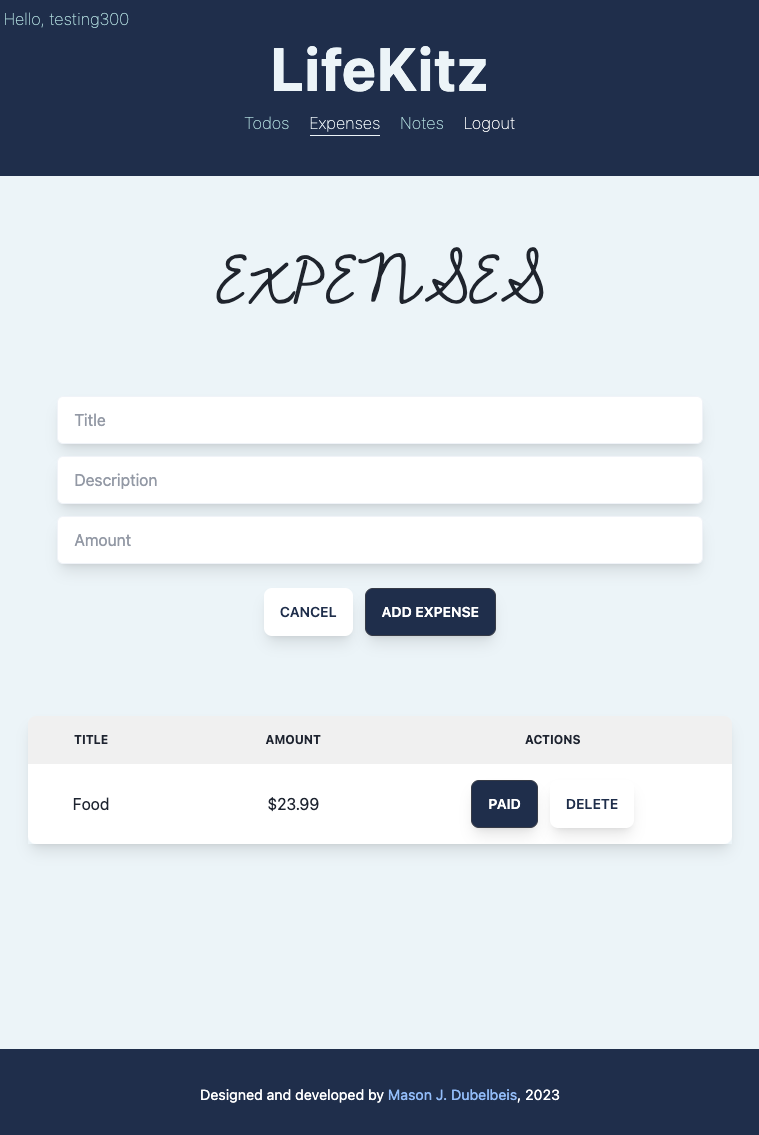 Hello, testing300
LifeKitz
Todos Expenses Notes Logout
EXPENSES
Title
Description
Amount
CANCEL ADD EXPENSE
TITLE AMOUNT ACTIONS
Food $23.99 PAID DELETE
Designed and developed by Mason J. Dubelbeis, 2023